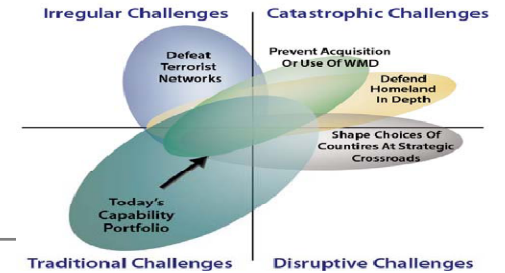 Irregular Challenges
Catastrophic Challenges
Defeat
Terrorist
Networks
Prevent Acquisition
Or Use Of WMD
Defend
Homeland
In Depth
Shape Choices Of
Countires At Strategic
Crossroads
Today's
Capability
Portfolio
Traditional Challenges
Disruptive Challenges